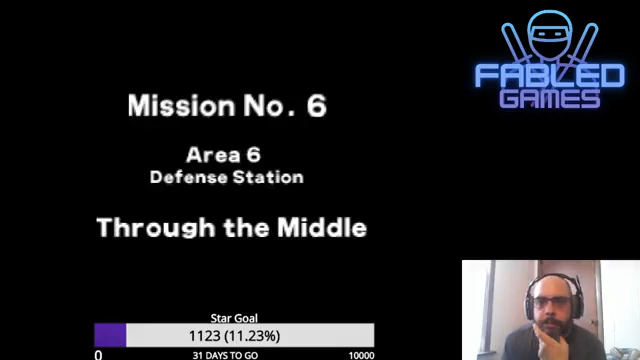 FABLED
GAMES
Mission No. 6
Area 6
Defense Station
Through the Middle
Star Goal
1123 (11.23%)
0 31 DAYS TO GO 10000